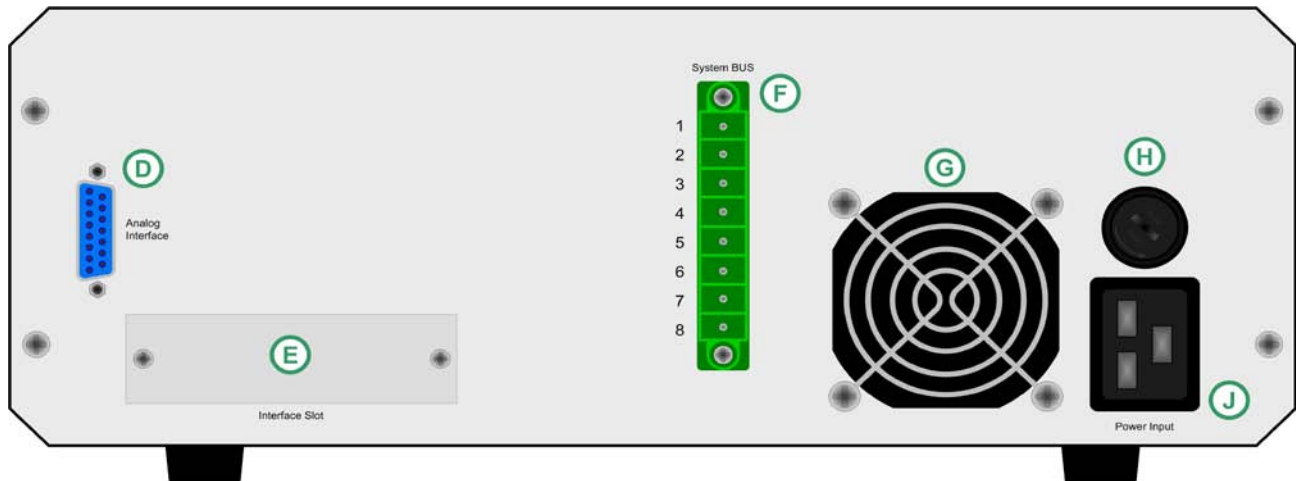 System BUS
F
1
2
3
4
5
6
7
8
D
Analog
Interface
G
H
E
Interface Slot
J
Power Input